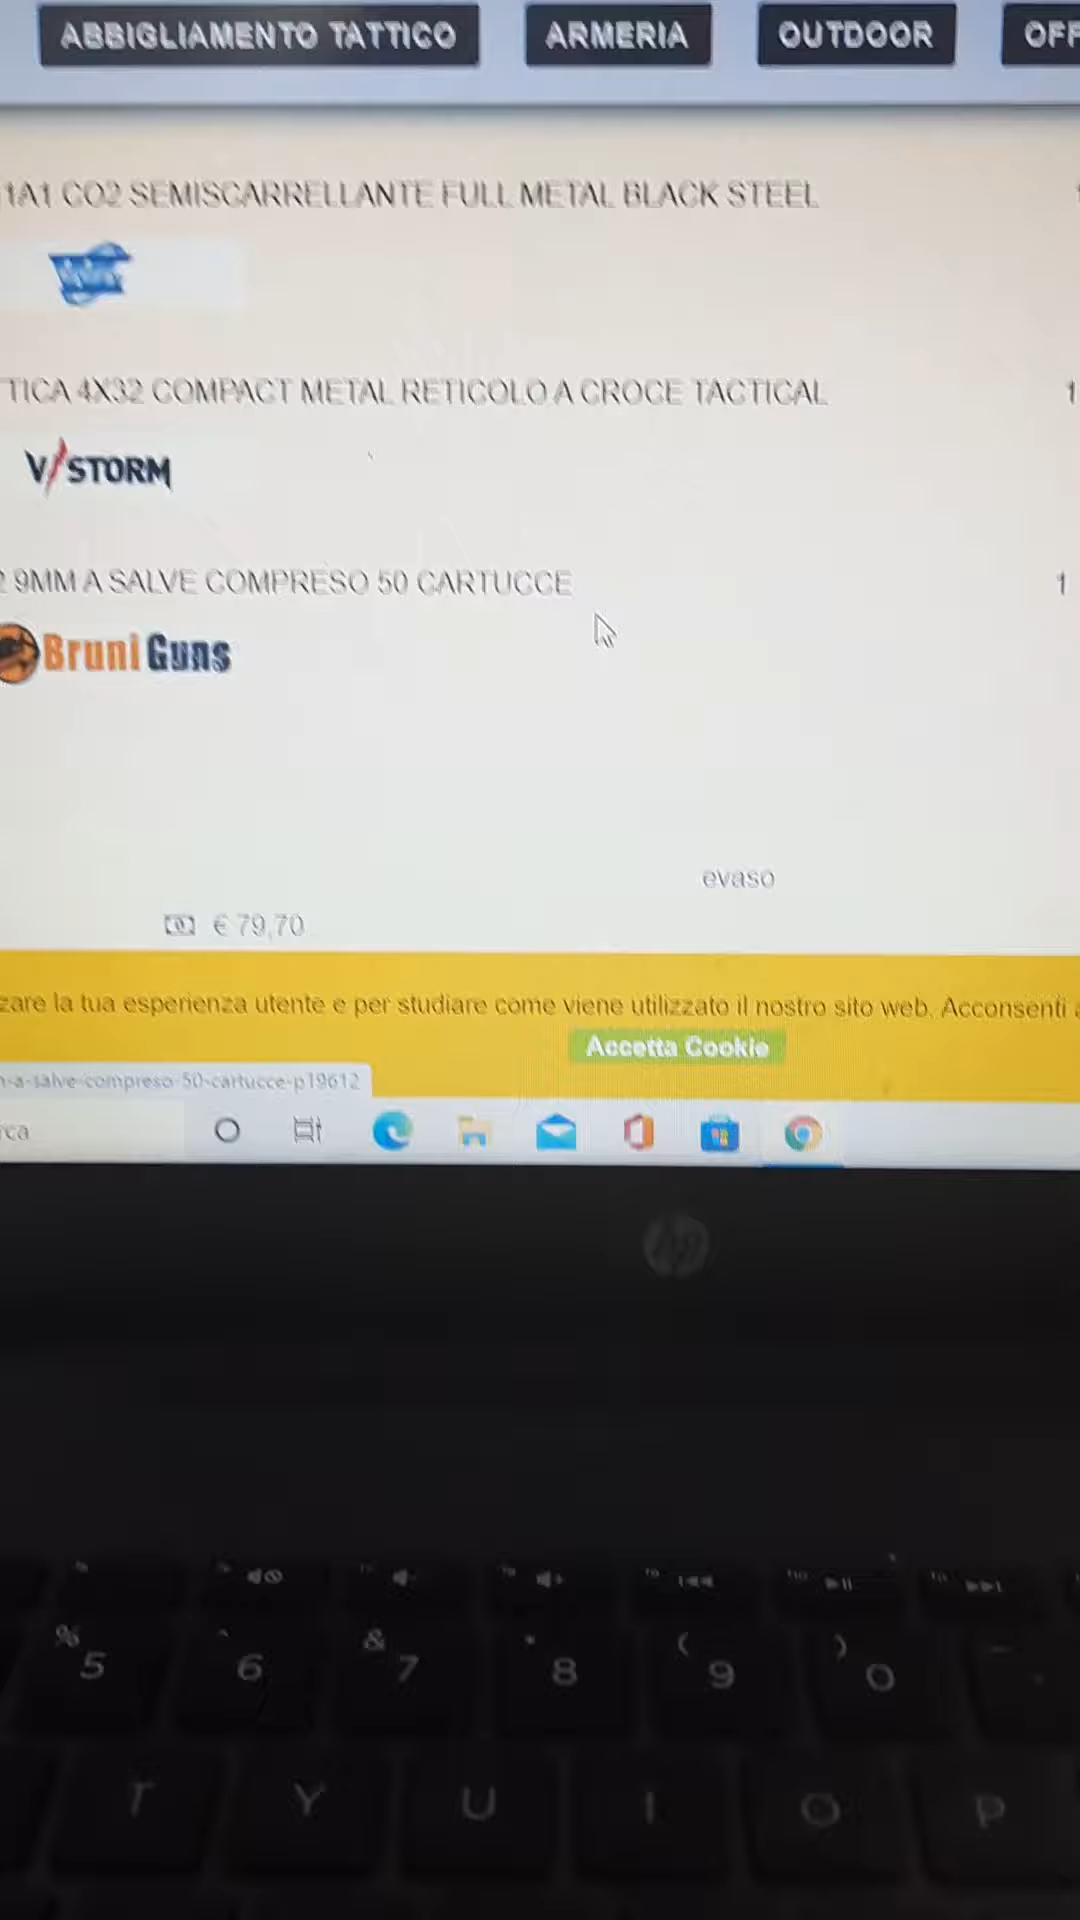 ABBIGLIAMENTO TATTICO ARMERIA OUTDOOR OFF
1A1 CO2 SEMISCARRELLANTE FULL METAL BLACK STEEL
TICA 4X32 COMPACT METAL RETICOLO A CROCE TACTICAL 1
V/STORM
2 9MM A SALVE COMPRESO 50 CARTUCCE 1
Bruni Guns
evaso
€ 79,70
zare la tua esperienza utente e per studiare come viene utilizzato il nostro sito web. Acconsenti a
Accetta Cookie
-a-salve-compreso-50-cartucce-p19612
rca
hp
% & * ( )
5 6 7 8 9 0
T Y U I O P